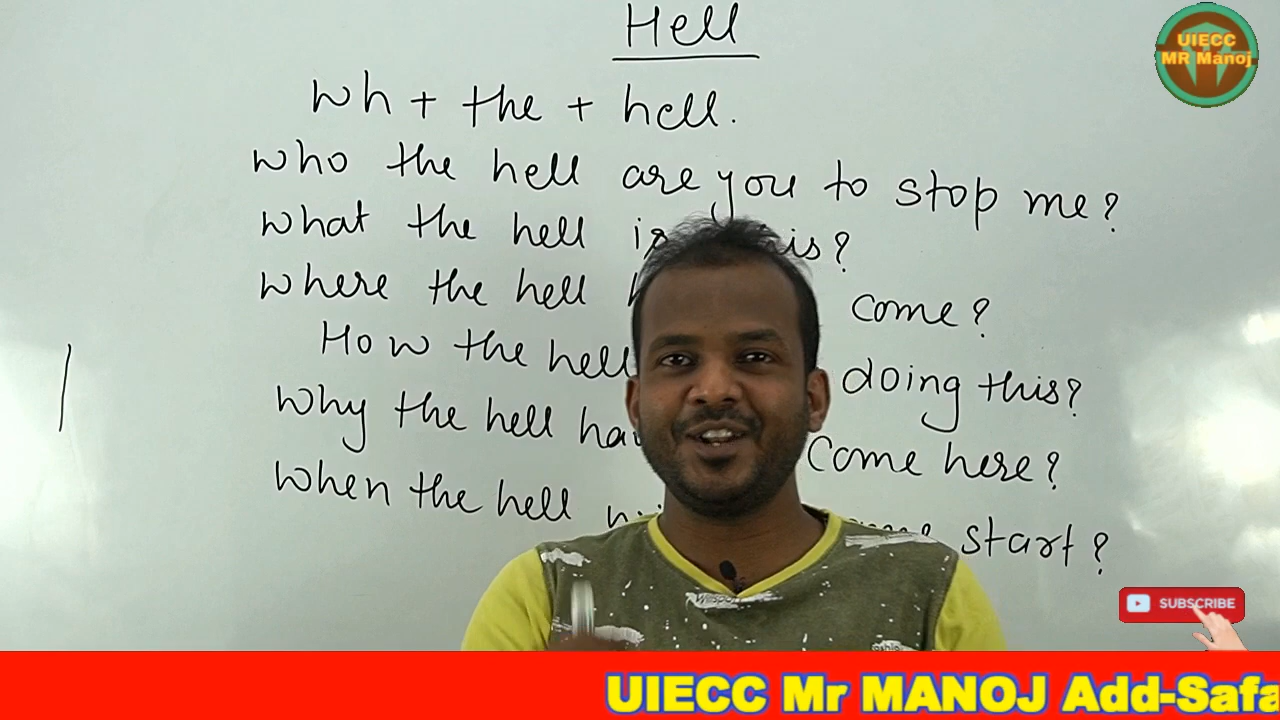 Hell
UIECC
MR Manoj
wh + the + hell.
who the hell are you to stop me?
what the hell is this?
where the hell come?
How the hell doing this?
why the hell come here?
when the hell start?
SUBSCRIBE
UIECC Mr MANOJ Add-Safa